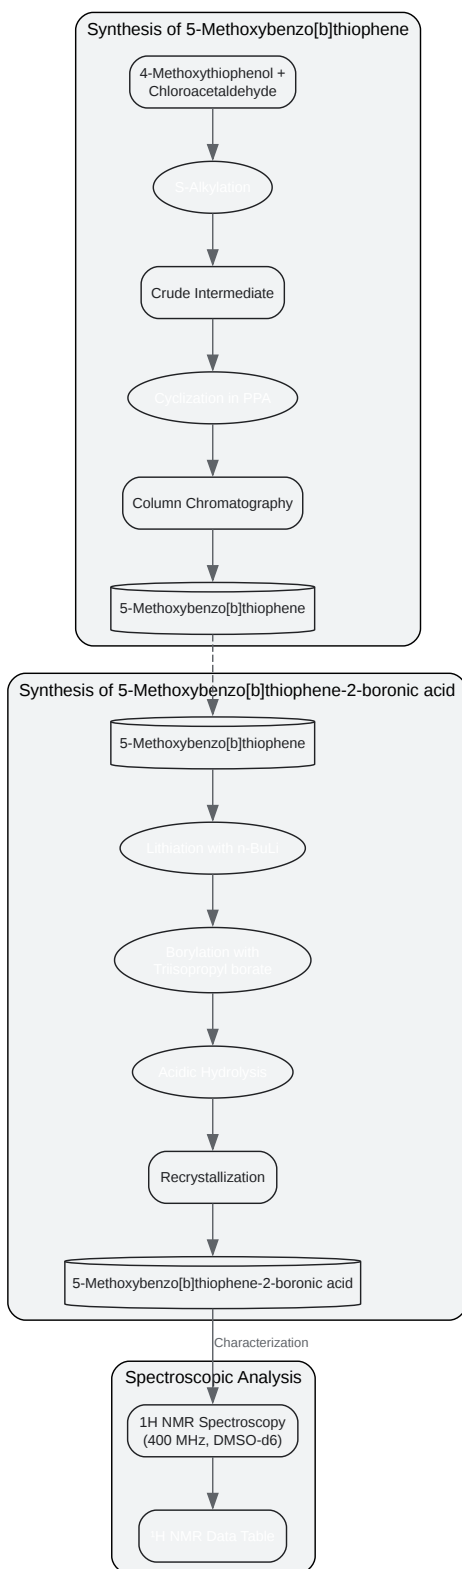 Synthesis of 5-Methoxybenzo[b]thiophene
4-Methoxythiophenol +
Chloroacetaldehyde
S-Alkylation
Crude Intermediate
Cyclization in PPA
Column Chromatography
5-Methoxybenzo[b]thiophene
Synthesis of 5-Methoxybenzo[b]thiophene-2-boronic acid
5-Methoxybenzo[b]thiophene
Lithiation with n-BuLi
Borylation with
Triisopropyl borate
Acidic Hydrolysis
Recrystallization
5-Methoxybenzo[b]thiophene-2-boronic acid
Characterization
Spectroscopic Analysis
1H NMR Spectroscopy
(400 MHz, DMSO-d6)
¹H NMR Data Table